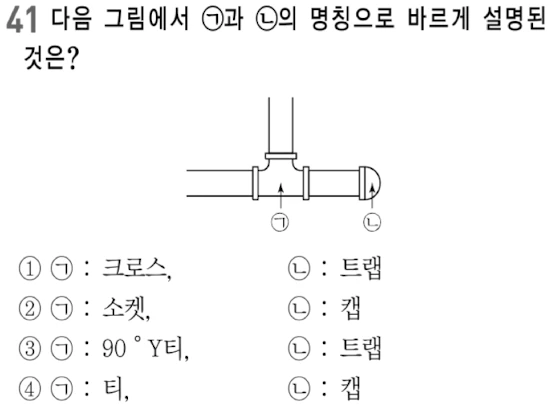 41 다음 그림에서 ㉠과 ㉡의 명칭으로 바르게 설명된
것은?
㉠ ㉡
① ㉠ : 크로스, ㉡ : 트랩
② ㉠ : 소켓, ㉡ : 캡
③ ㉠ : 90° Y티, ㉡ : 트랩
④ ㉠ : 티, ㉡ : 캡